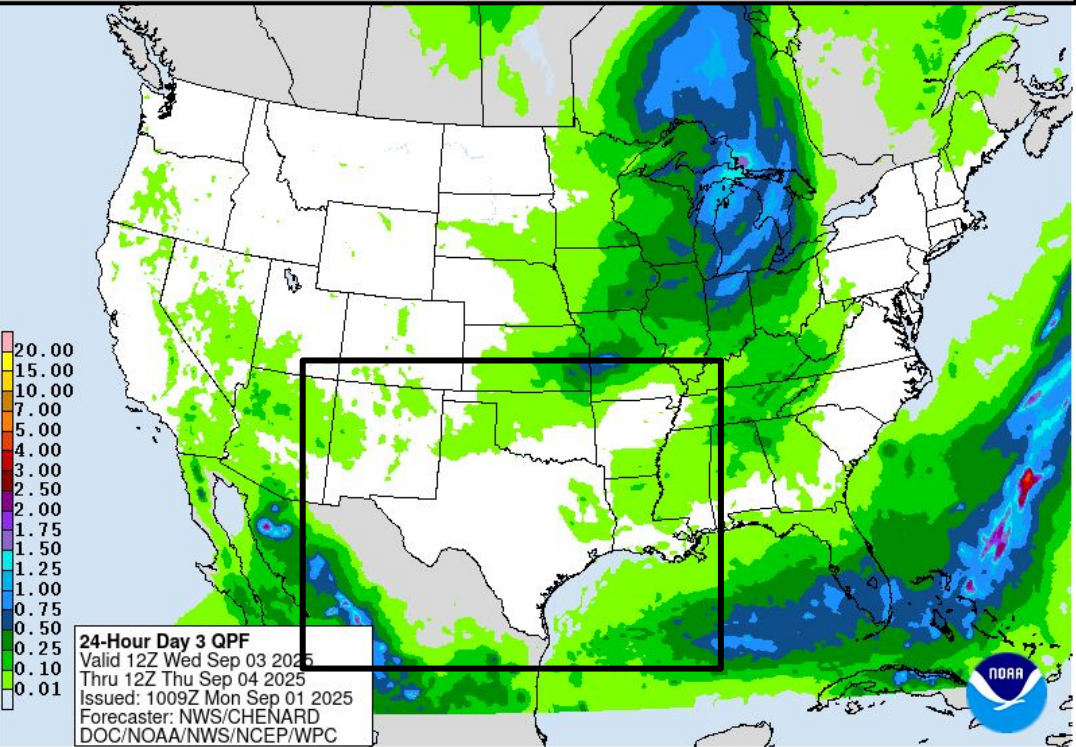 20.00
15.00
10.00
7.00
5.00
4.00
3.00
2.50
2.00
1.75
1.50
1.25
1.00
0.75
0.50
0.25
0.10
0.01
24-Hour Day 3 QPF
Valid 12Z Wed Sep 03 2025
Thru 12Z Thu Sep 04 2025
Issued: 1009Z Mon Sep 01 2025
Forecaster: NWS/CHENARD
DOC/NOAA/NWS/NCEP/WPC
NOAA